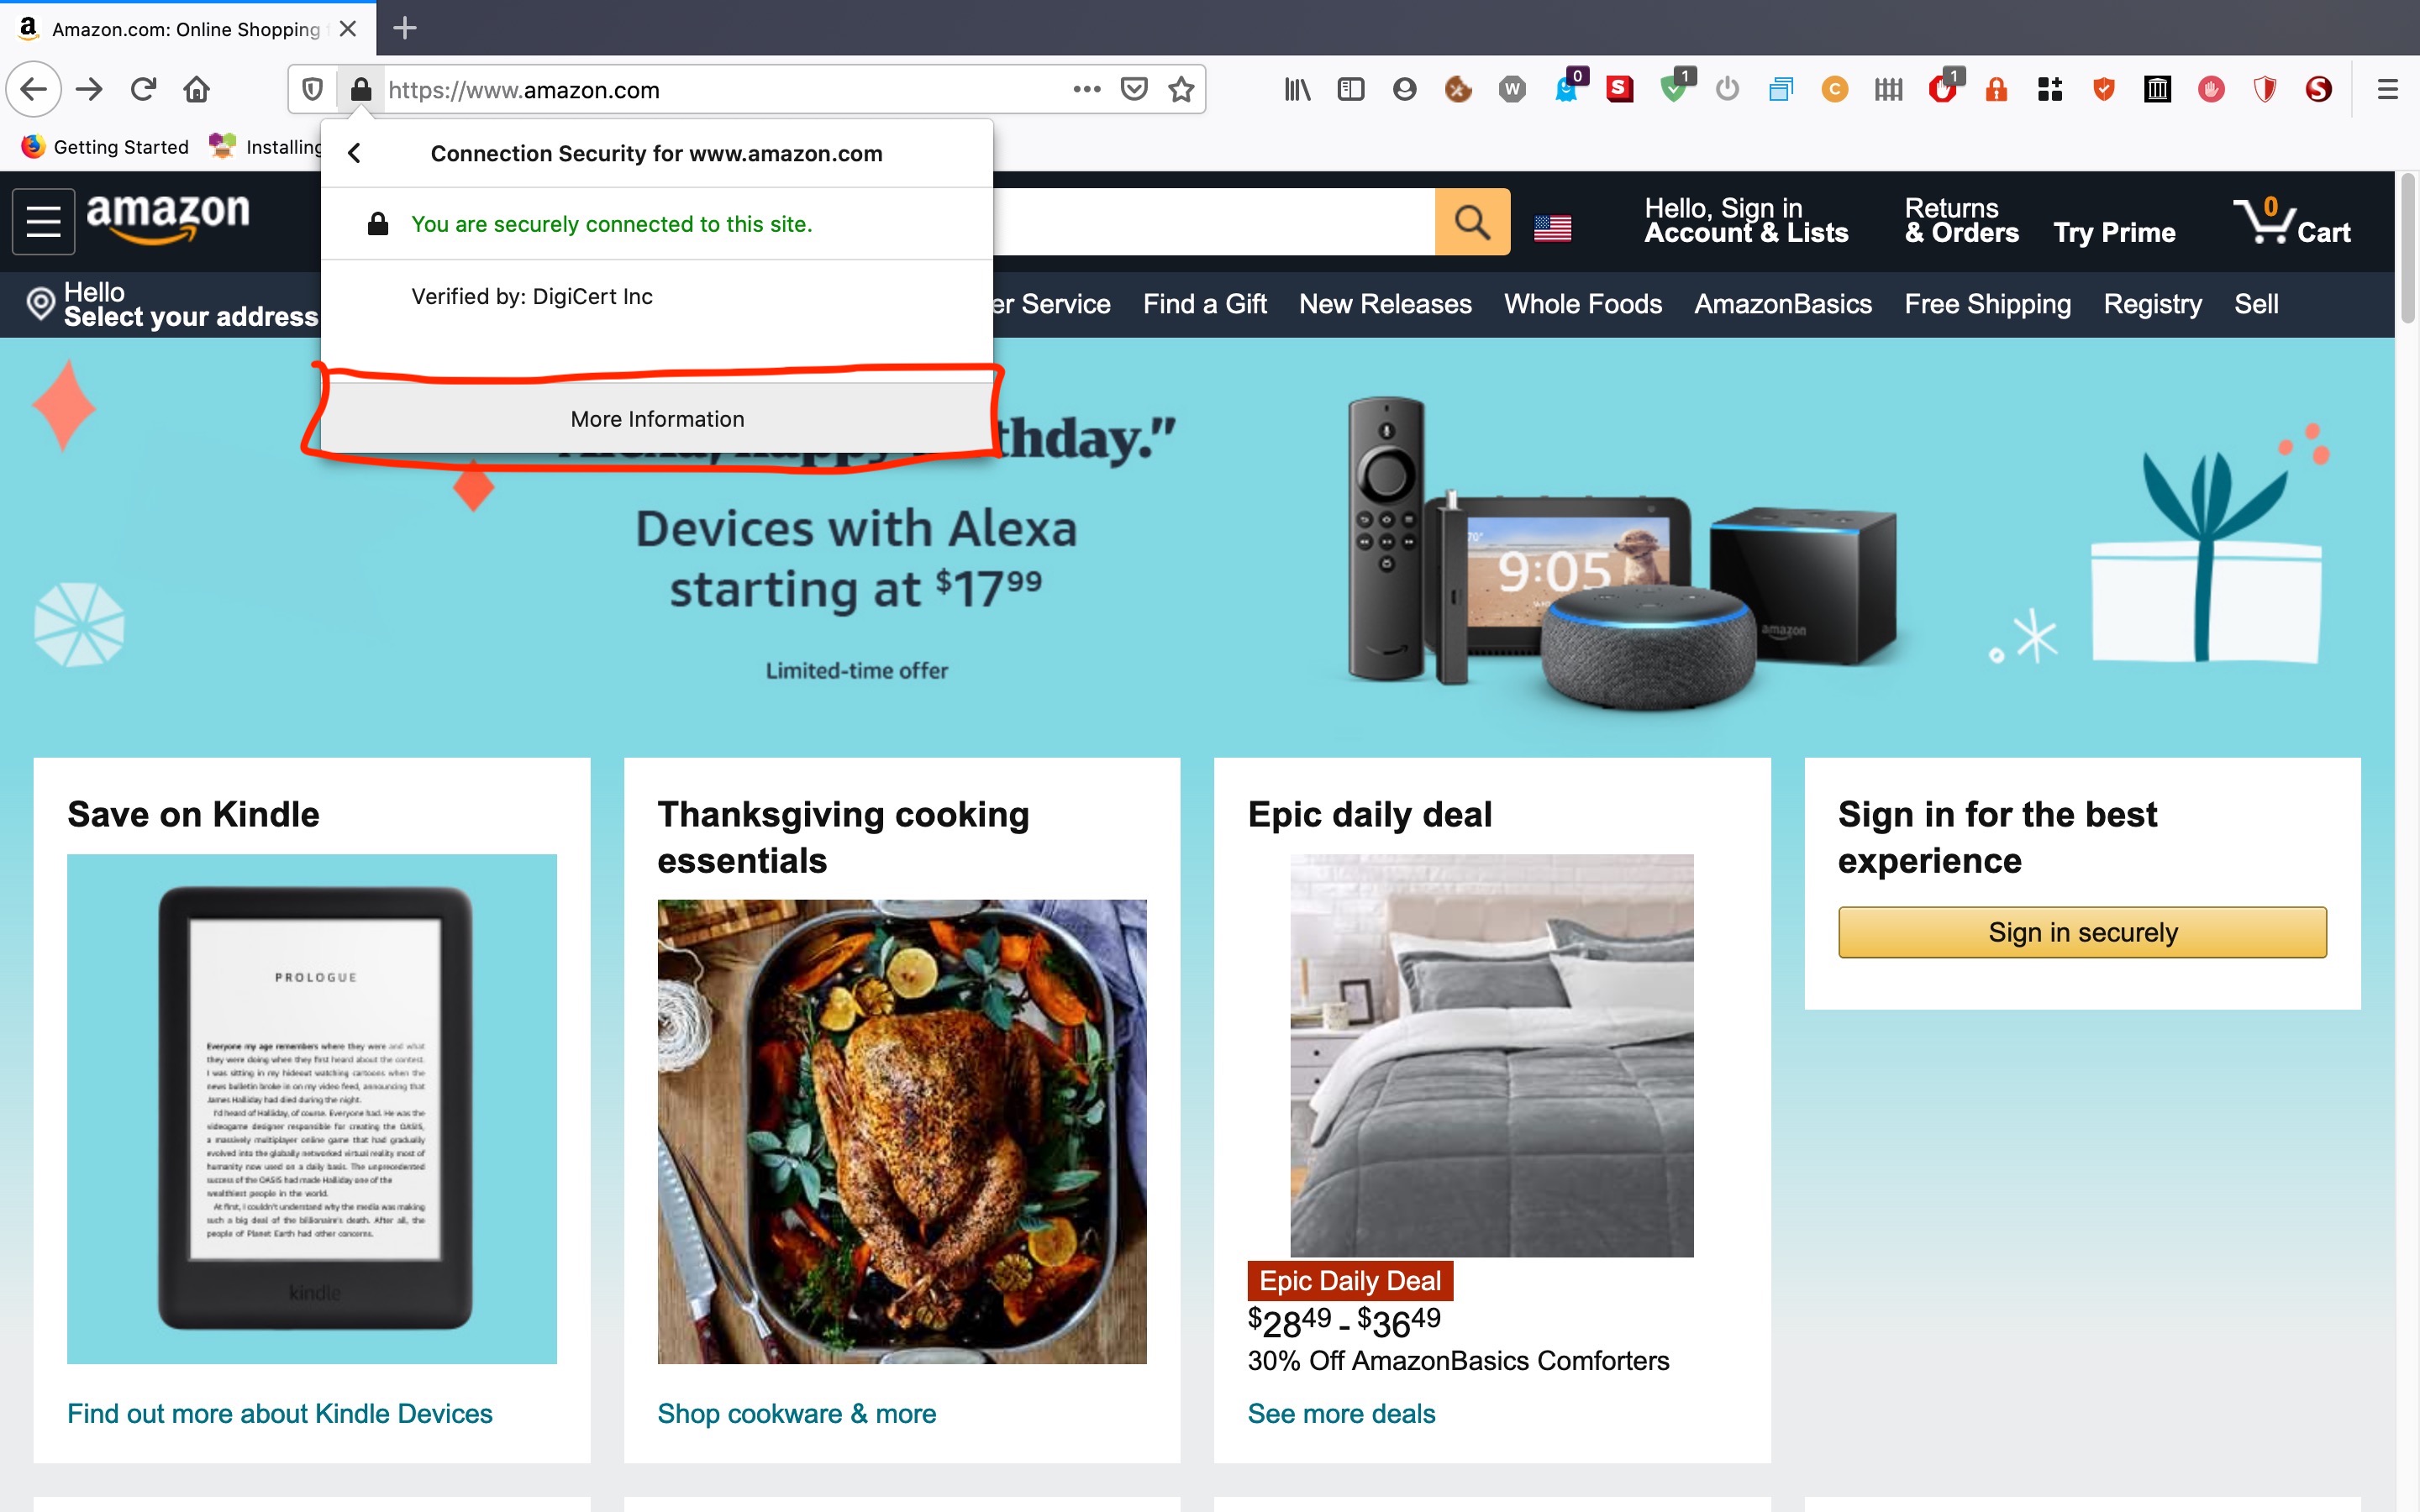 Amazon.com: Online Shopping
https://www.amazon.com
W
0
S
1
C
1
S
Getting Started
Installing
Connection Security for www.amazon.com
You are securely connected to this site.
Verified by: DigiCert Inc
More Information
amazon
Hello, Sign in
Account & Lists
Returns
& Orders
Try Prime
0
Cart
Hello
Select your address
er Service
Find a Gift
New Releases
Whole Foods
AmazonBasics
Free Shipping
Registry
Sell
thday.”
Devices with Alexa
starting at $17⁹⁹
Limited-time offer
70°
9:05
amazon
Save on Kindle
PROLOGUE
Everyone my age remembers where they were and what
they were doing when they first heard about the contest.
I was sitting in my hideout watching cartoons when the
news bulletin broke in on my video feed, announcing that
James Halliday had died during the night.
I'd heard of Halliday, of course. Everyone had. He was the
videogame designer responsible for creating the OASIS,
a massively multiplayer online game that had gradually
evolved into the globally networked virtual reality most of
humanity now used on a daily basis. The unprecedented
success of the OASIS had made Halliday one of the
wealthiest people in the world.
At first, I couldn't understand why the media was making
such a big deal of the billionaire's death. After all, the
people of Planet Earth had other concerns.
kindle
Find out more about Kindle Devices
Thanksgiving cooking
essentials
Shop cookware & more
Epic daily deal
Epic Daily Deal
$28⁴⁹ - $36⁴⁹
30% Off AmazonBasics Comforters
See more deals
Sign in for the best
experience
Sign in securely